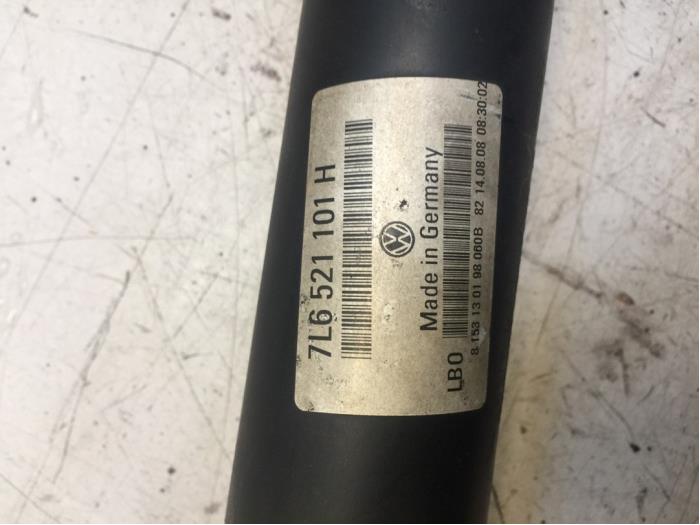 7L6 521 101 H
Made in Germany
LB0
8 153 13 01 98 060B 82 14.08.08 08:30:02